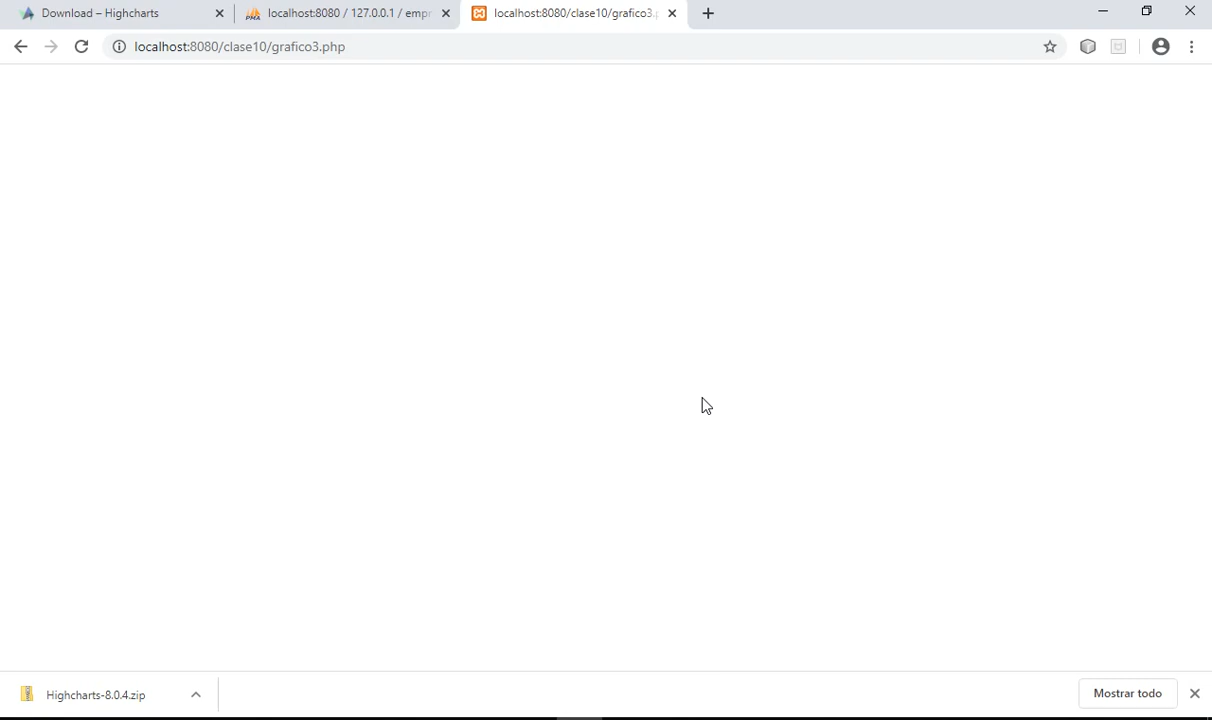 Download – Highcharts
localhost:8080 / 127.0.0.1 / empr
localhost:8080/clase10/grafico3.
localhost:8080/clase10/grafico3.php
Highcharts-8.0.4.zip
Mostrar todo